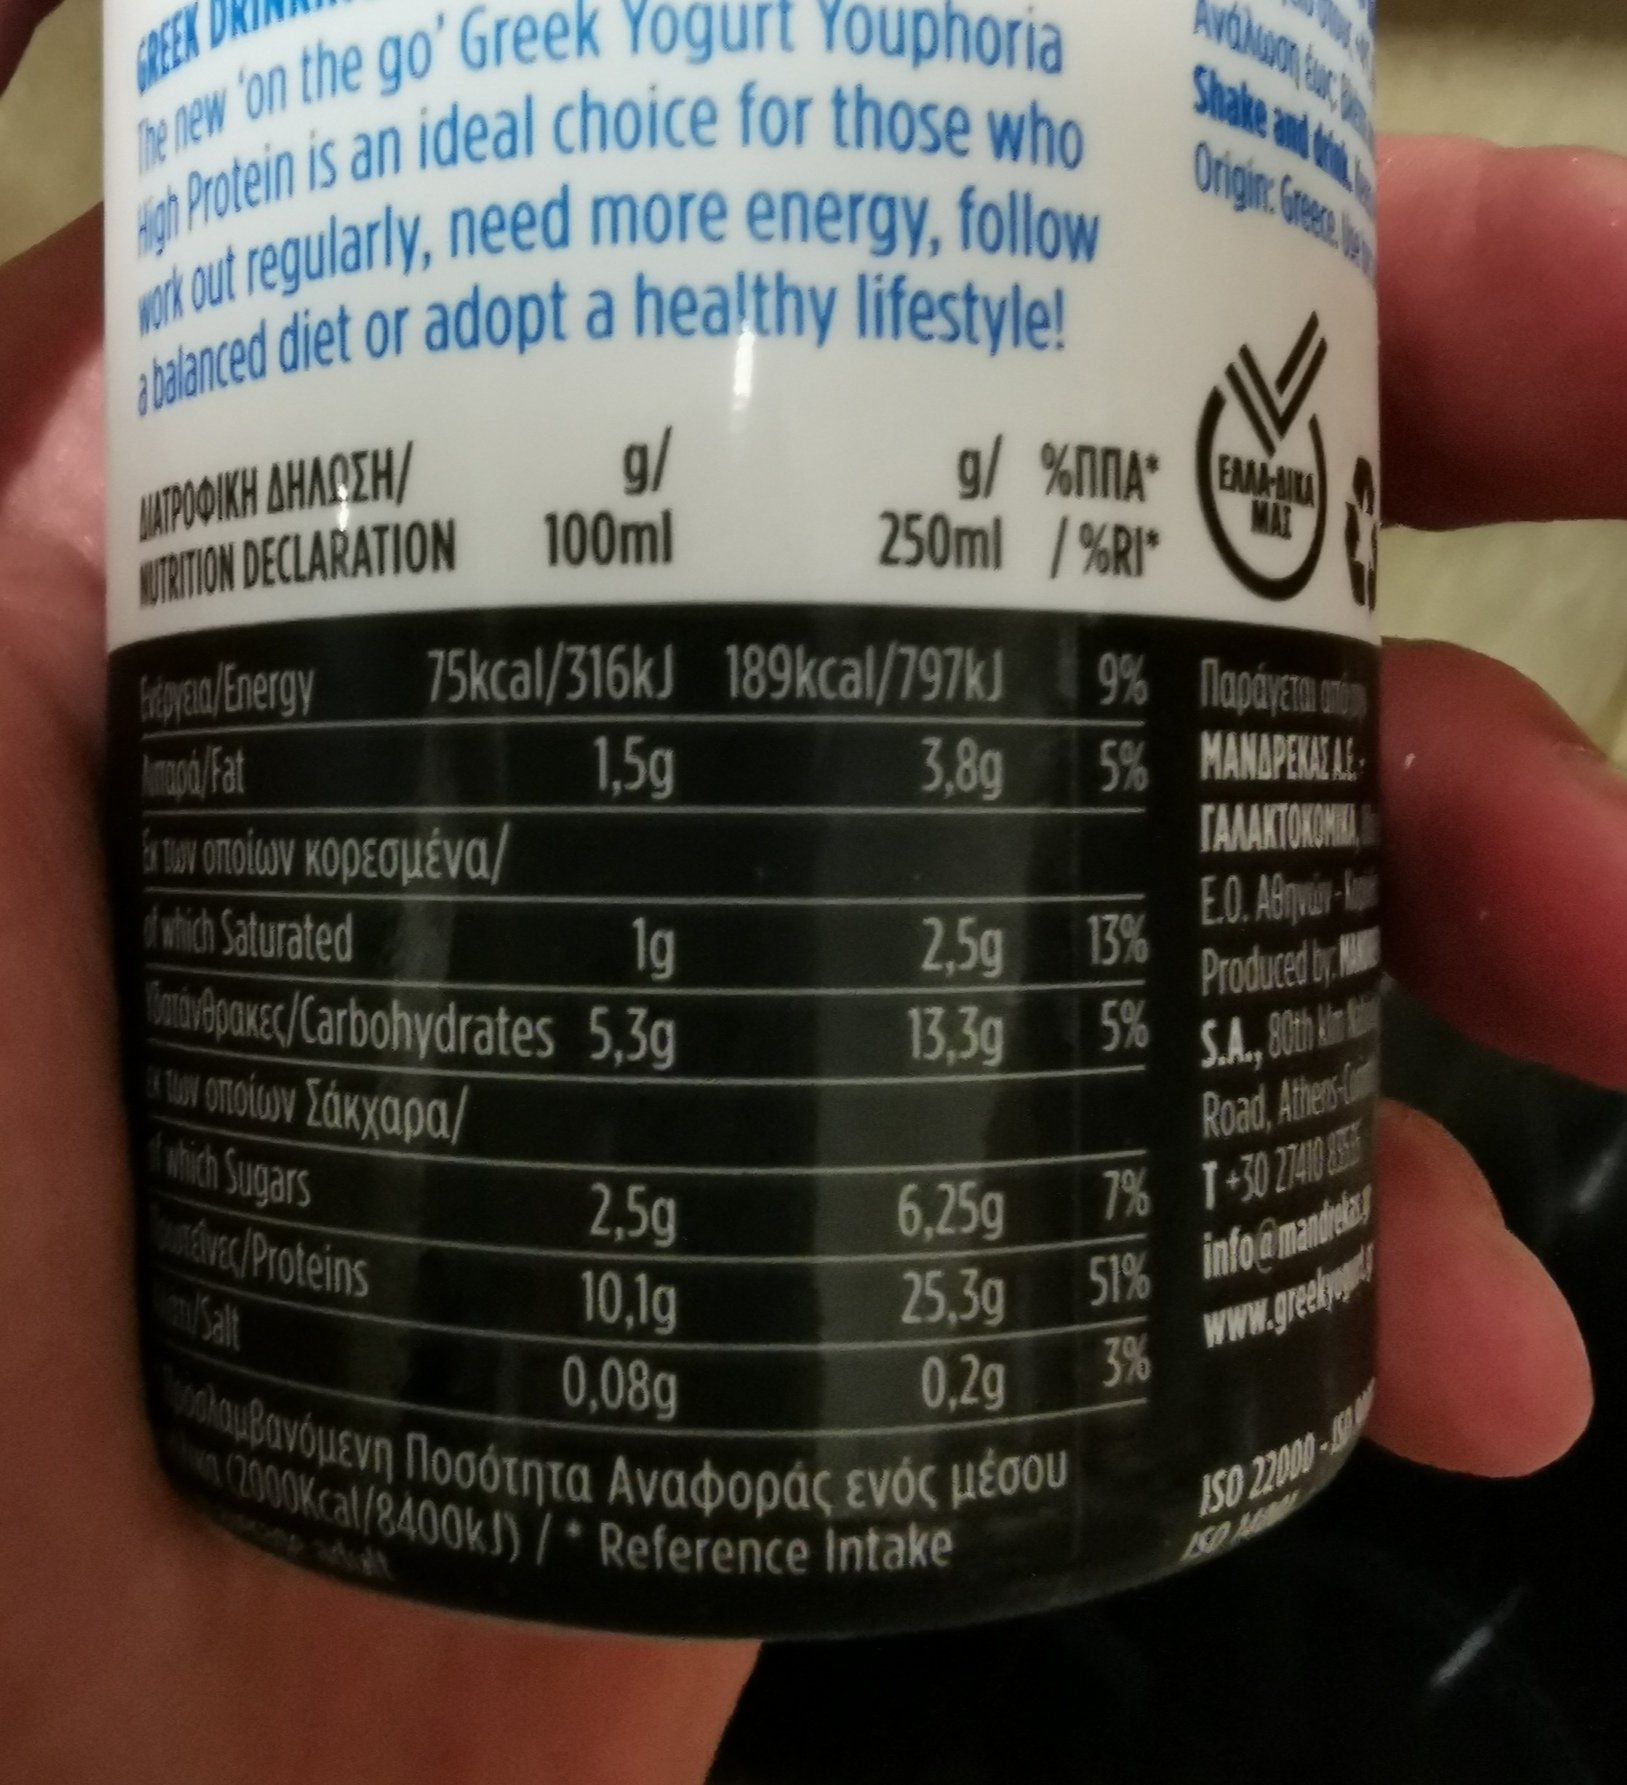 GREEK
The new 'on the go' Greek Yogurt Youphoria
High Protein is an ideal choice for those who
work out regularly, need more energy, follow
a balanced diet or adopt a healthy lifestyle!
ΔΙΑΤΡΟΦΙΚΗ ΔΗΛΩΣΗ/ g/ g/ %ΠΠΑ*
NUTRITION DECLARATION 100ml 250ml / %RI*
Ενέργεια/Energy 75kcal/316kJ 189kcal/797kJ 9%
Λιπαρά/Fat 1,5g 3,8g 5%
Εκ των οποίων κορεσμένα/
of which Saturated 1g 2,5g 13%
Υδατάνθρακες/Carbohydrates 5,3g 13,3g 5%
εκ των οποίων Σάκχαρα/
of which Sugars 2,5g 6,25g 7%
Πρωτεΐνες/Proteins 10,1g 25,3g 51%
/Salt 0,08g 0,2g 3%
Προσλαμβανόμενη Ποσότητα Αναφοράς ενός μέσου
(2000Kcal/8400kJ) / * Reference Intake
adult
Ανάλωση έως:
Shake and drink.
Origin: Greece.
ΕΛΛΑ-ΔΙΚΑ
ΜΑΣ
Παράγεται από
ΜΑΝΔΡΕΚΑΣ Α.Ε. -
ΓΑΛΑΚΤΟΚΟΜΙΚΑ,
Ε.Ο. Αθηνών -
Produced by:
S.A., 80th klm
Road, Athens-
T +30 27410
info@mandrekas.
www.greekyogurt.
ISO 22000 -
ISO